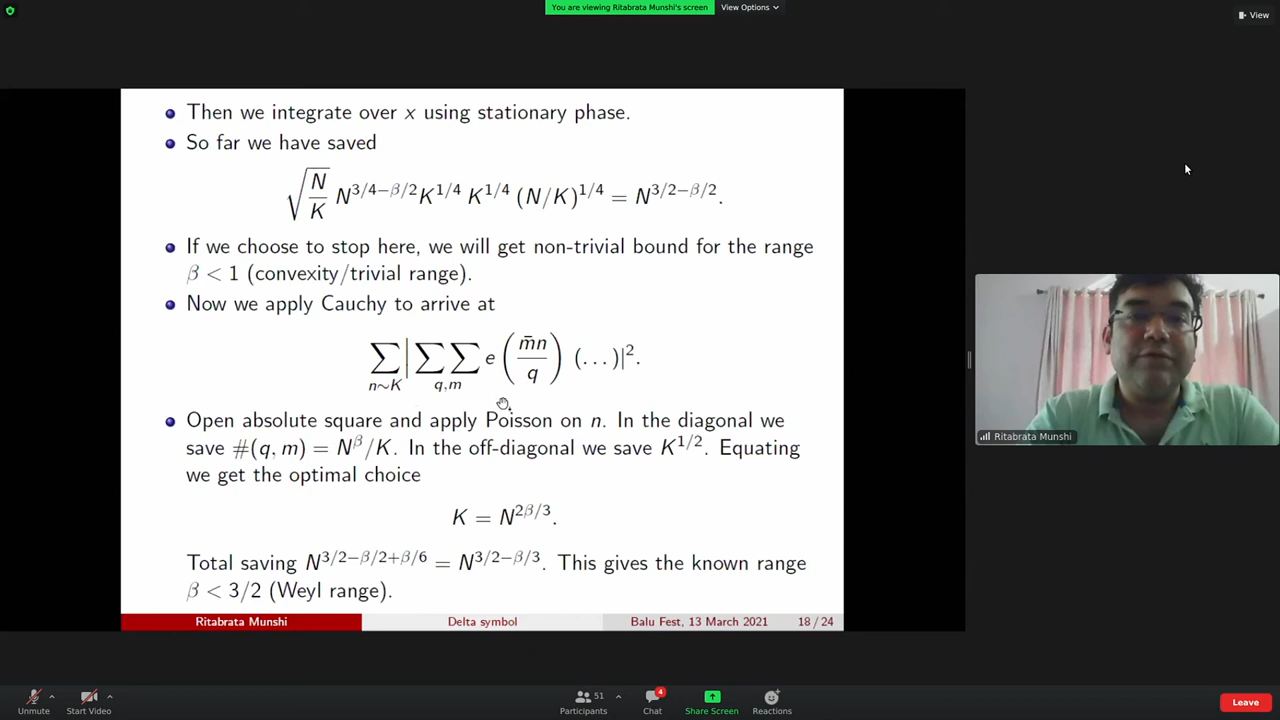 You are viewing Ritabrata Munshi's screen
View Options
View
Then we integrate over x using stationary phase.
So far we have saved
√(N/K) N^{3/4−β/2} K^{1/4} K^{1/4} (N/K)^{1/4} = N^{3/2−β/2}.
If we choose to stop here, we will get non-trivial bound for the range
β < 1 (convexity/trivial range).
Now we apply Cauchy to arrive at
∑_{n∼K} |∑∑_{q,m} e(m̄n/q) (...)|².
Open absolute square and apply Poisson on n. In the diagonal we
save #(q, m) = N^β/K. In the off-diagonal we save K^{1/2}. Equating
we get the optimal choice
K = N^{2β/3}.
Total saving N^{3/2−β/2+β/6} = N^{3/2−β/3}. This gives the known range
β < 3/2 (Weyl range).
Ritabrata Munshi
Delta symbol
Balu Fest, 13 March 2021
18 / 24
Ritabrata Munshi
Unmute
Start Video
51
Participants
4
Chat
Share Screen
Reactions
Leave